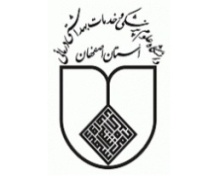 دانشگاه علوم پزشکی و خدمات بهداشتی درمانی
استان اصفهان